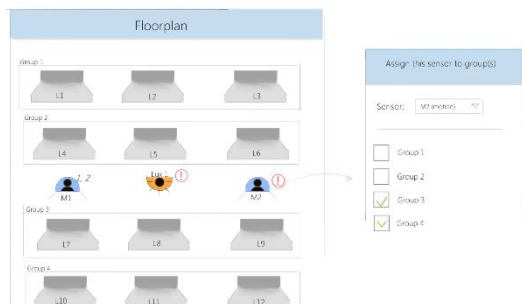 Floorplan
Group 1
L1 L2 L3
Group 2
L4 L5 L6
1, 2
Lux 1 !
!
M1 M2
Group 3
L7 L8 L9
Group 4
L10 L11 L12
Assign this sensor to group(s)
Sensor: M2 (motion)
Group 1
Group 2
Group 3
Group 4